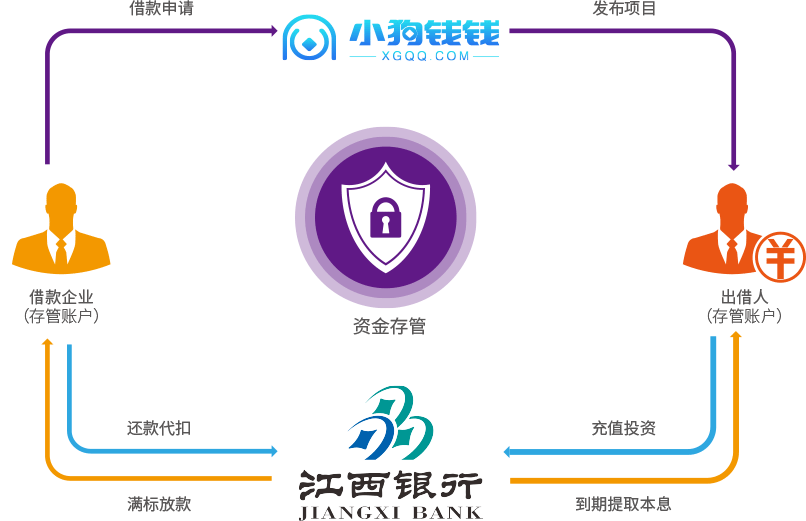 借款申请
小狗钱钱
XGQQ.COM
发布项目
借款企业
(存管账户)
资金存管
出借人
(存管账户)
¥
还款代扣
充值投资
满标放款
江西银行
JIANGXI BANK
到期提取本息